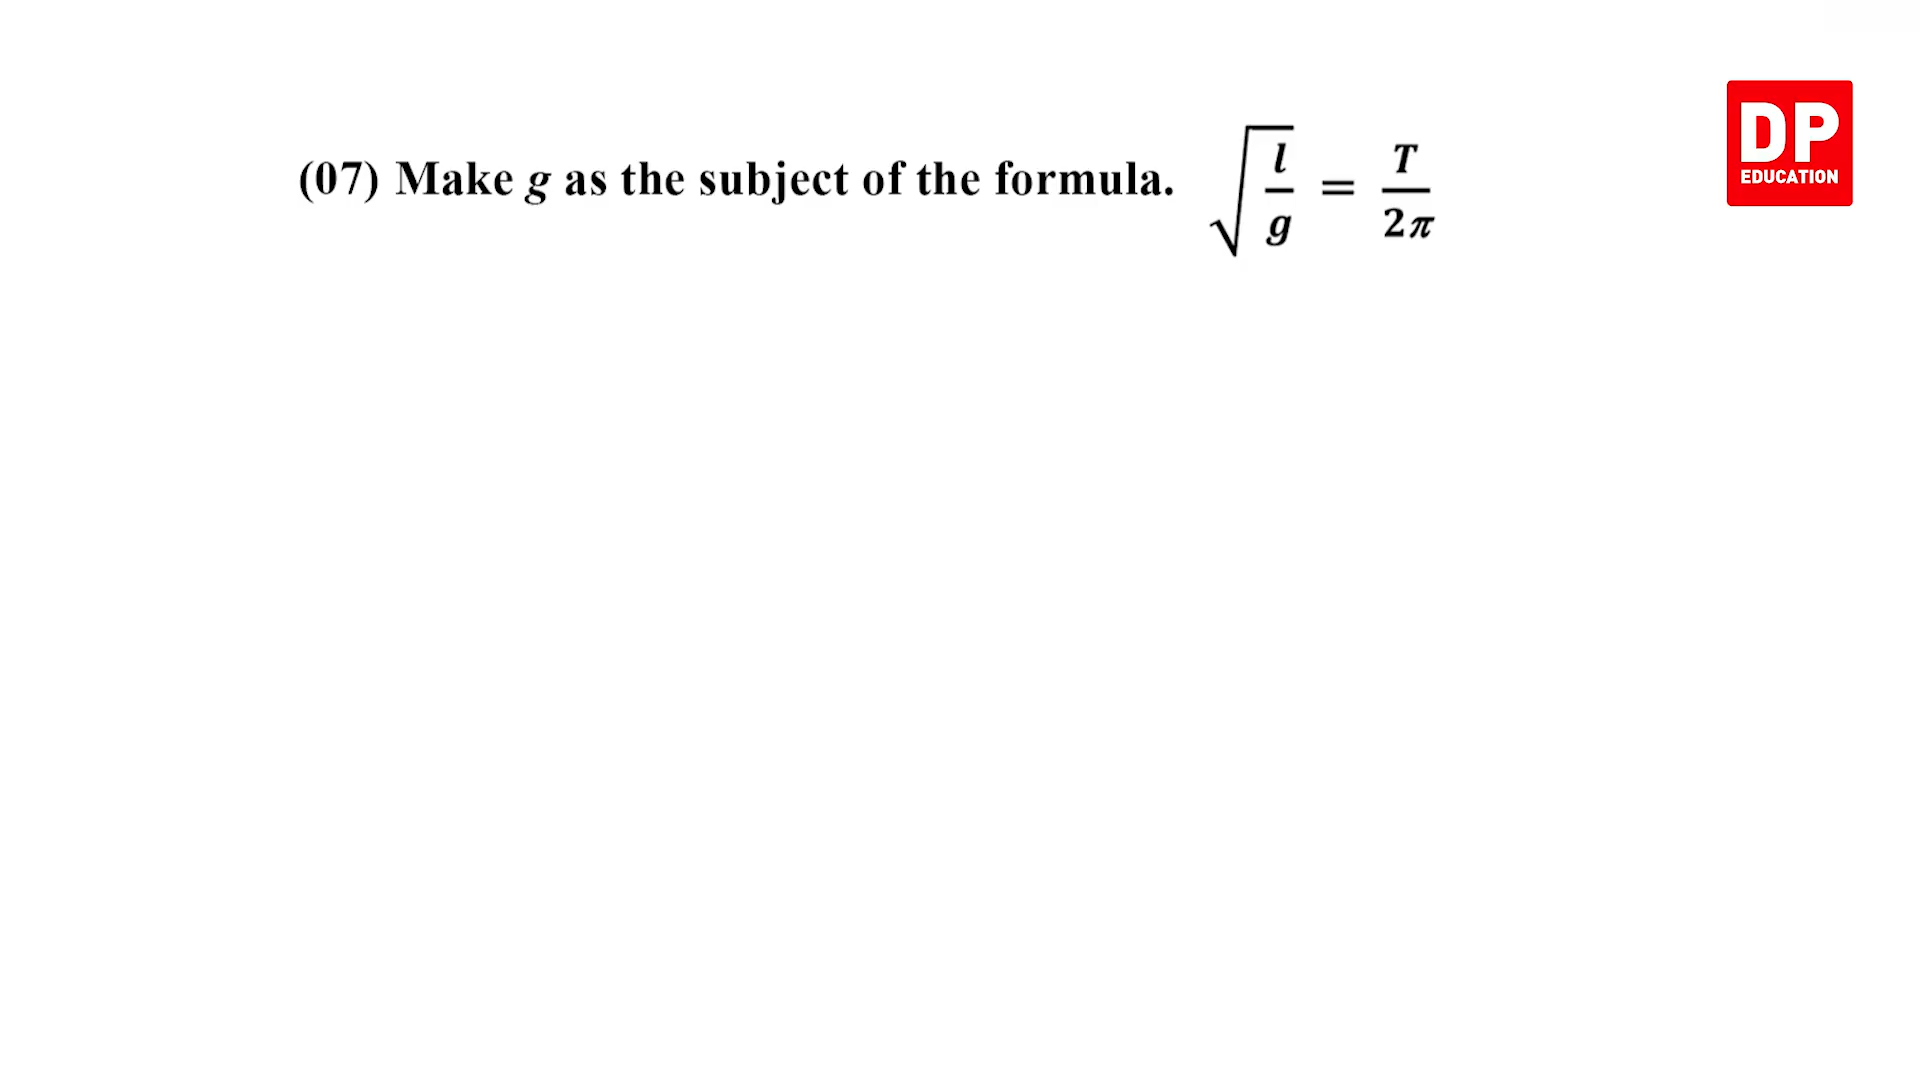 (07) Make g as the subject of the formula. √(l/g) = T/2π
DP
EDUCATION